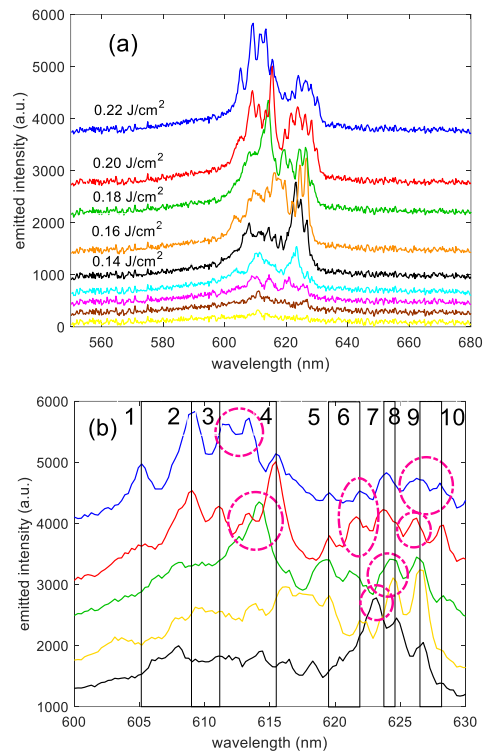 (a)
6000
5000
4000
3000
2000
1000
0
emitted intensity (a.u.)
0.22 J/cm²
0.20 J/cm²
0.18 J/cm²
0.16 J/cm²
0.14 J/cm²
560 580 600 620 640 660 680
wavelength (nm)
(b)
6000
5000
4000
3000
2000
1000
emitted intensity (a.u.)
1 2 3 4 5 6 7 8 9 10
600 605 610 615 620 625 630
wavelength (nm)